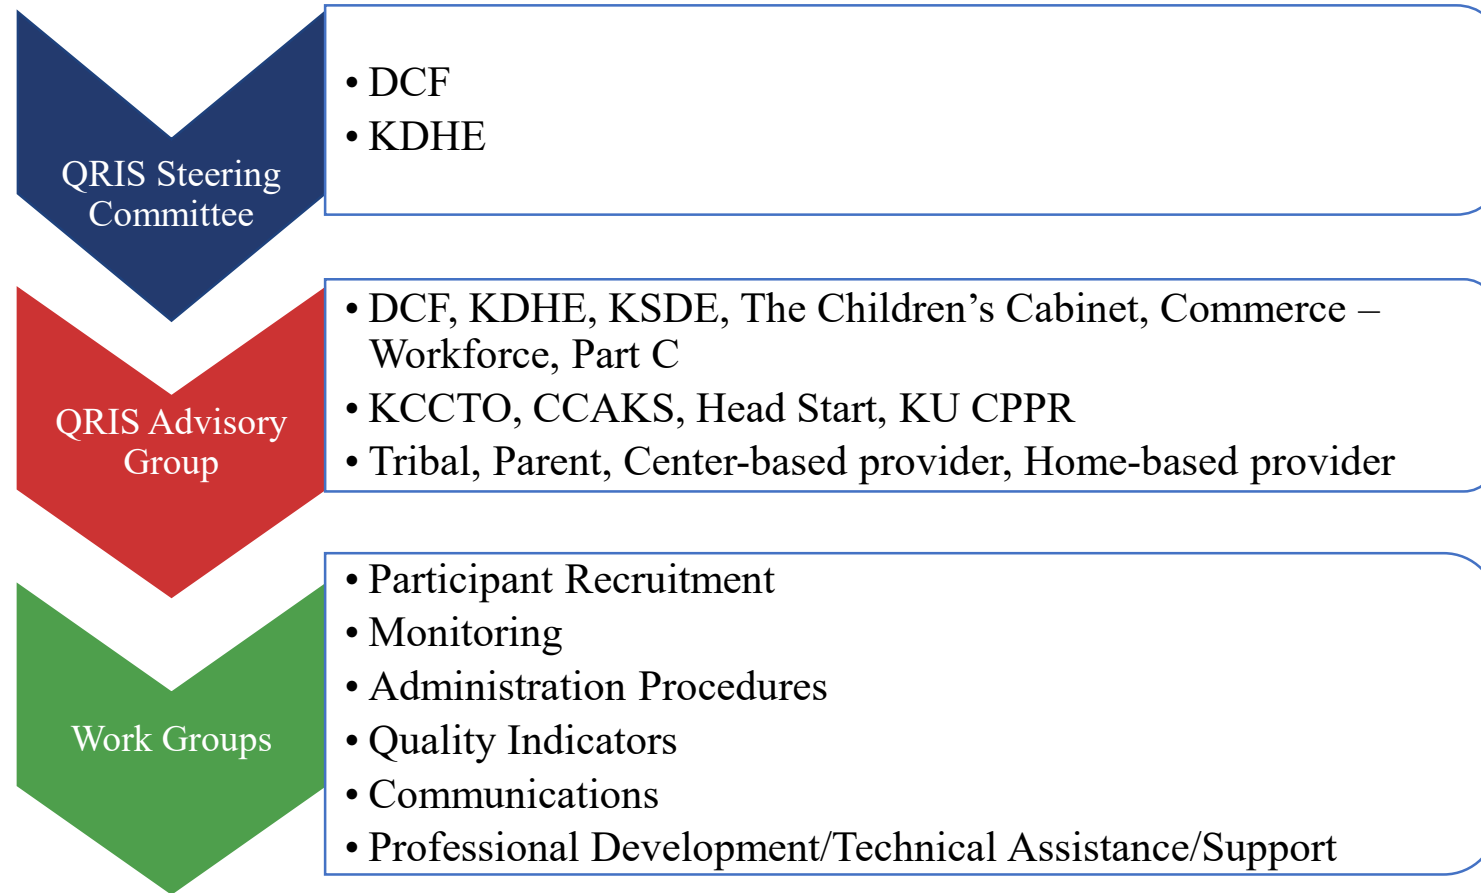 QRIS Steering
Committee
• DCF
• KDHE
QRIS Advisory
Group
• DCF, KDHE, KSDE, The Children’s Cabinet, Commerce –
Workforce, Part C
• KCCTO, CCAKS, Head Start, KU CPPR
• Tribal, Parent, Center-based provider, Home-based provider
Work Groups
• Participant Recruitment
• Monitoring
• Administration Procedures
• Quality Indicators
• Communications
• Professional Development/Technical Assistance/Support